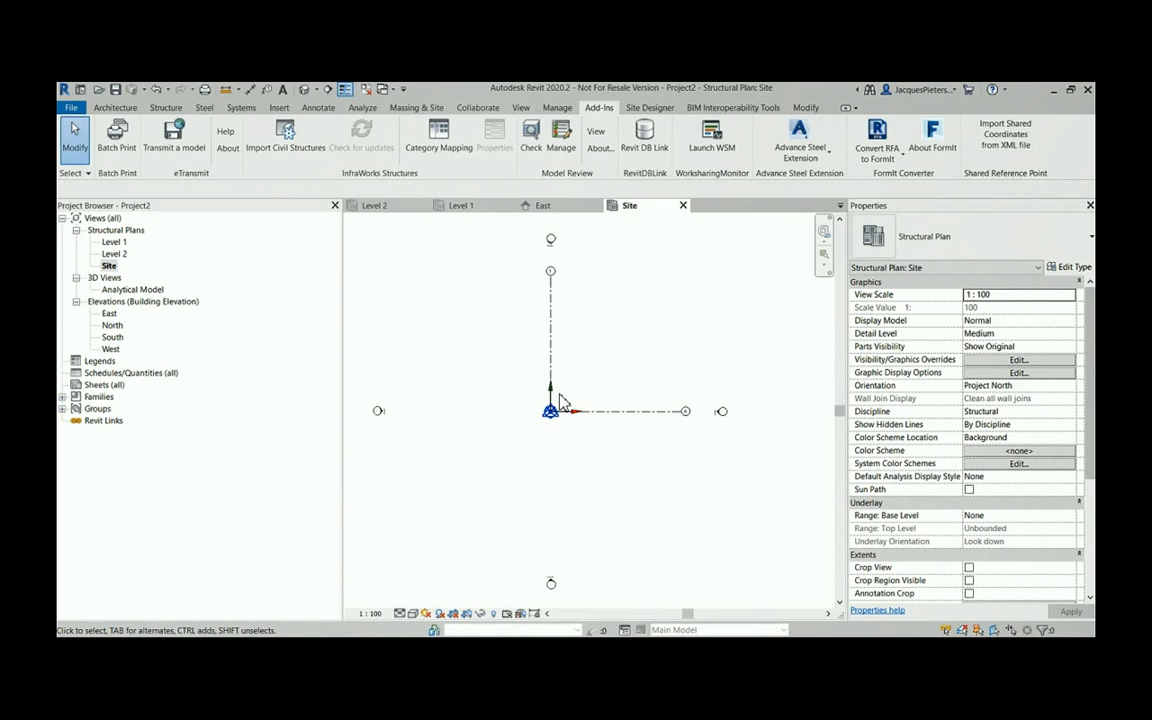 Autodesk Revit 2020.2 - Not For Resale Version - Project2 - Structural Plan: Site
JacquesPieters...
File Architecture Structure Steel Systems Insert Annotate Analyze Massing & Site Collaborate View Manage Add-Ins Site Designer BIM Interoperability Tools Modify
Modify
Batch Print
Transmit a model
Help
About
Import Civil Structures
Check for updates
Category Mapping
Properties
Check
Manage
View
About...
Revit DB Link
Launch WSM
Advance Steel
Extension
Convert RFA
to FormIt
About FormIt
Import Shared
Coordinates
from XML file
Select Batch Print eTransmit InfraWorks Structures Model Review RevitDBLink WorksharingMonitor Advance Steel Extension FormIt Converter Shared Reference Point
Project Browser - Project2
Views (all)
Structural Plans
Level 1
Level 2
Site
3D Views
Analytical Model
Elevations (Building Elevation)
East
North
South
West
Legends
Schedules/Quantities (all)
Sheets (all)
Families
Groups
Revit Links
Level 2 Level 1 East Site
1 : 100
Properties
Structural Plan
Structural Plan: Site Edit Type
Graphics
View Scale 1 : 100
Scale Value 1: 100
Display Model Normal
Detail Level Medium
Parts Visibility Show Original
Visibility/Graphics Overrides Edit...
Graphic Display Options Edit...
Orientation Project North
Wall Join Display Clean all wall joins
Discipline Structural
Show Hidden Lines By Discipline
Color Scheme Location Background
Color Scheme <none>
System Color Schemes Edit...
Default Analysis Display Style None
Sun Path
Underlay
Range: Base Level None
Range: Top Level Unbounded
Underlay Orientation Look down
Extents
Crop View
Crop Region Visible
Annotation Crop
Properties help Apply
Click to select, TAB for alternates, CTRL adds, SHIFT unselects. :0 Main Model :0